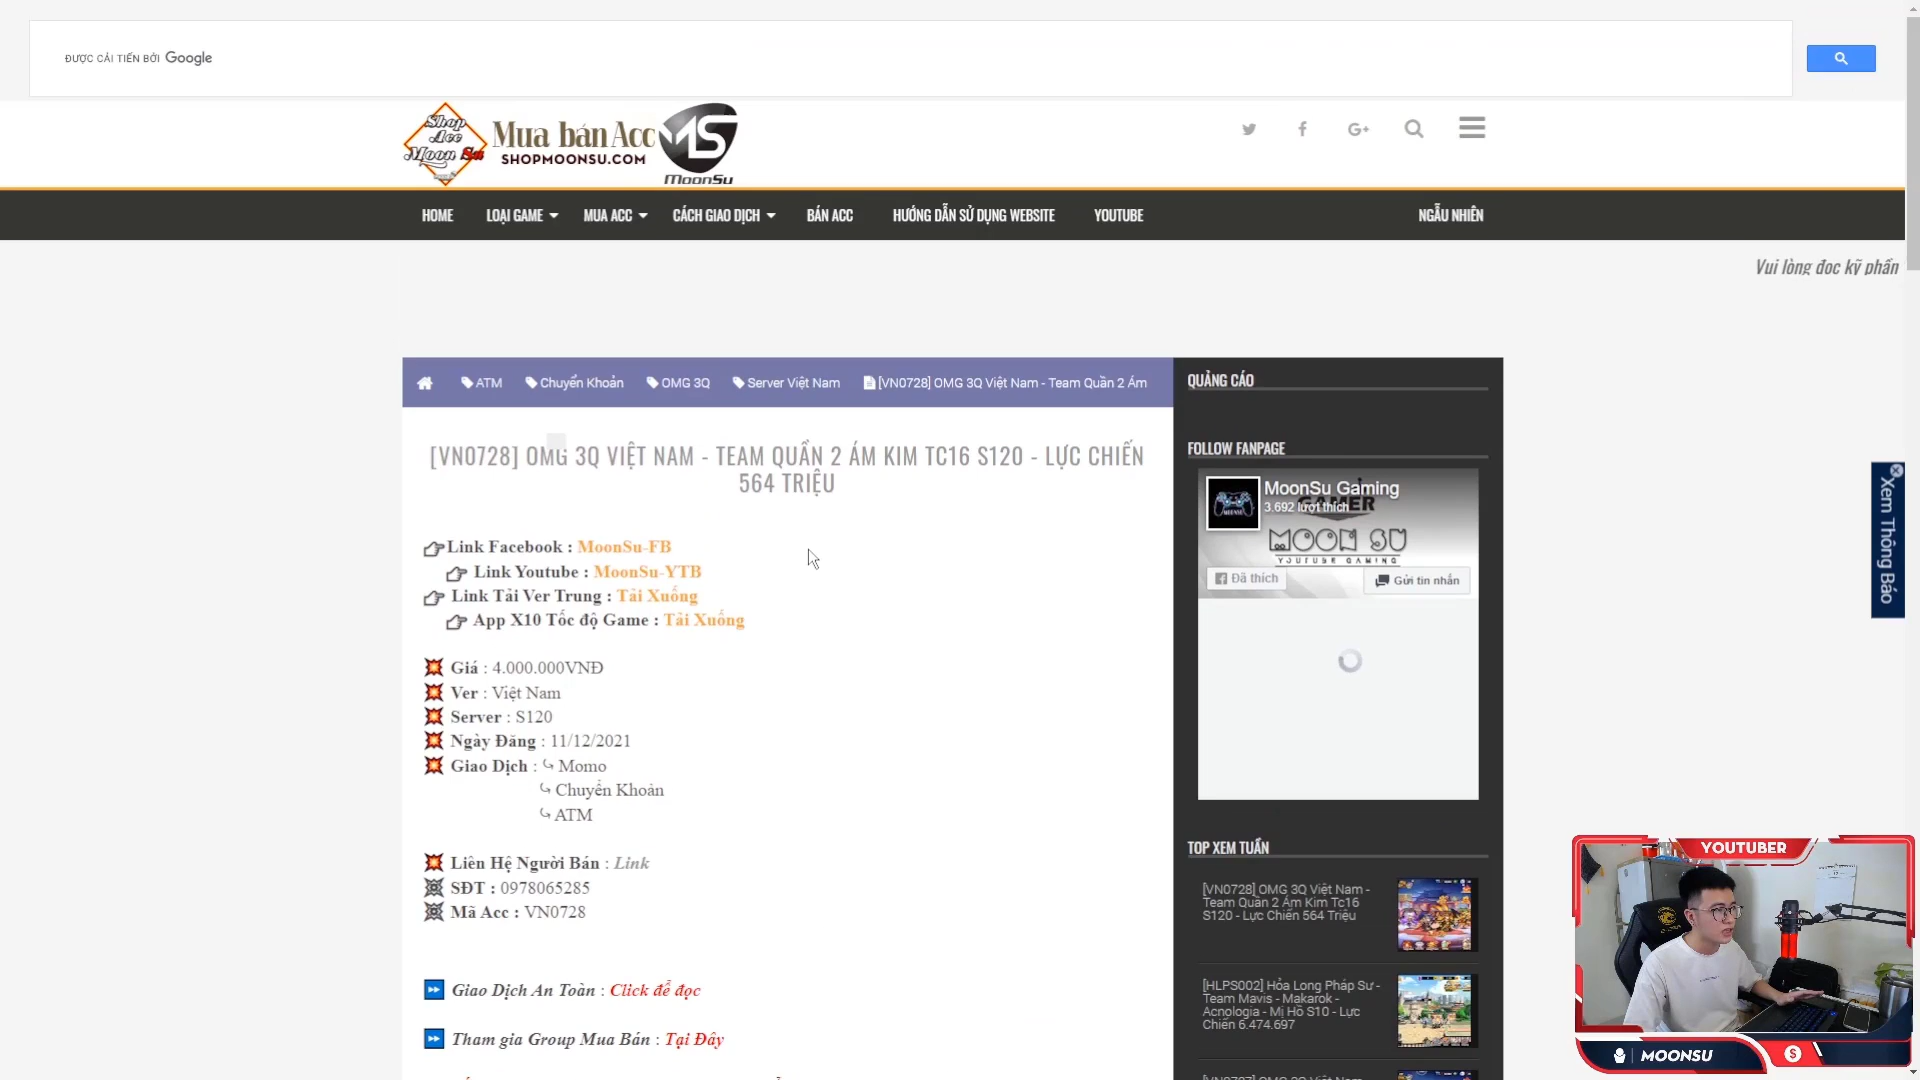 ĐƯỢC CẢI TIẾN BỞI Google
Shop
Acc
Moon Su
Mua bán Acc
SHOPMOONSU.COM
MS
MoonSu
G+
HOME
LOẠI GAME
MUA ACC
CÁCH GIAO DỊCH
BÁN ACC
HƯỚNG DẪN SỬ DỤNG WEBSITE
YOUTUBE
NGẪU NHIÊN
Vui lòng đọc kỹ phần
ATM
Chuyển Khoản
OMG 3Q
Server Việt Nam
[VN0728] OMG 3Q Việt Nam - Team Quần 2 Ám
[VN0728] OMG 3Q VIỆT NAM - TEAM QUẦN 2 ÁM KIM TC16 S120 - LỰC CHIẾN
564 TRIỆU
Link Facebook : MoonSu-FB
Link Youtube : MoonSu-YTB
Link Tải Ver Trung : Tải Xuống
App X10 Tốc độ Game : Tải Xuống
Giá : 4.000.000VNĐ
Ver : Việt Nam
Server : S120
Ngày Đăng : 11/12/2021
Giao Dịch : ⤷ Momo
⤷ Chuyển Khoản
⤷ ATM
Liên Hệ Người Bán : Link
SĐT : 0978065285
Mã Acc : VN0728
Giao Dịch An Toàn : Click để đọc
Tham gia Group Mua Bán : Tại Đây
QUẢNG CÁO
FOLLOW FANPAGE
MoonSu Gaming
3.692 lượt thích
GAMER
MOON SU
YOUTUBE GAMING
Đã thích
Gửi tin nhắn
TOP XEM TUẦN
[VN0728] OMG 3Q Việt Nam -
Team Quần 2 Ám Kim Tc16
S120 - Lực Chiến 564 Triệu
[HLPS002] Hỏa Long Pháp Sư -
Team Mavis - Makarok -
Acnologia - Mị Hồ S10 - Lực
Chiến 6.474.697
[VN0727] OMG 3Q Việt Nam
Xem Thông Báo
YOUTUBER
MOONSU